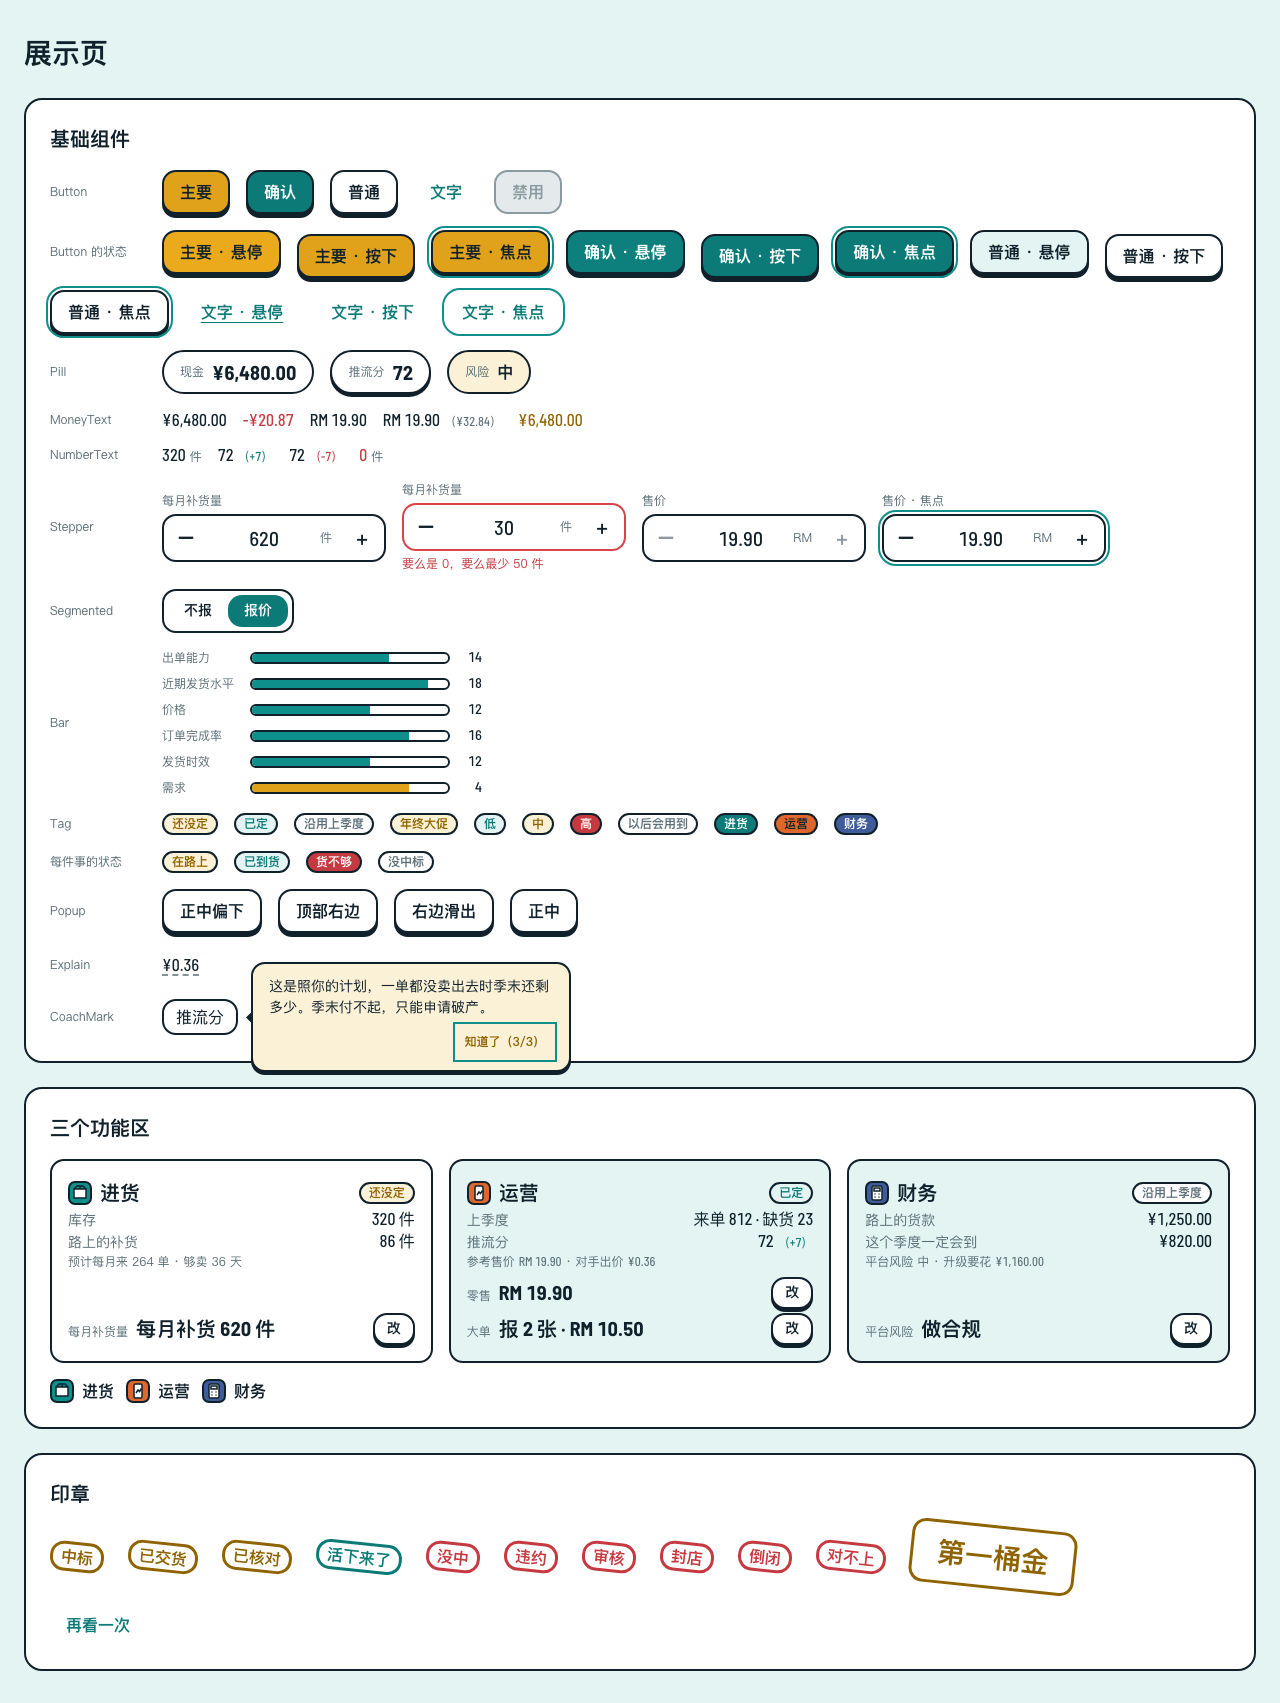 展示页
基础组件
Button 主要 确认 普通 文字 禁用
Button 的状态 主要 · 悬停 主要 · 按下 主要 · 焦点 确认 · 悬停 确认 · 按下 确认 · 焦点 普通 · 悬停 普通 · 按下
普通 · 焦点 文字 · 悬停 文字 · 按下 文字 · 焦点
Pill 现金 ¥6,480.00 推流分 72 风险 中
MoneyText ¥6,480.00 -¥20.87 RM 19.90 RM 19.90 (¥32.84) ¥6,480.00
NumberText 320 件 72 (+7) 72 (-7) 0 件
每月补货量 每月补货量 售价 售价 · 焦点
Stepper − 620 件 + − 30 件 + − 19.90 RM + − 19.90 RM +
要么是 0，要么最少 50 件
Segmented 不报 报价
Bar
出单能力 14
近期发货水平 18
价格 12
订单完成率 16
发货时效 12
需求 4
Tag 还没定 已定 沿用上季度 年终大促 低 中 高 以后会用到 进货 运营 财务
每件事的状态 在路上 已到货 货不够 没中标
Popup 正中偏下 顶部右边 右边滑出 正中
Explain ¥0.36
CoachMark 推流分
这是照你的计划，一单都没卖出去时季末还剩
多少。季末付不起，只能申请破产。
知道了（3/3）
三个功能区
进货 还没定
库存 320 件
路上的补货 86 件
预计每月来 264 单 · 够卖 36 天
每月补货量 每月补货 620 件 改
运营 已定
上季度 来单 812 · 缺货 23
推流分 72 (+7)
参考售价 RM 19.90 · 对手出价 ¥0.36
零售 RM 19.90 改
大单 报 2 张 · RM 10.50 改
财务 沿用上季度
路上的货款 ¥1,250.00
这个季度一定会到 ¥820.00
平台风险 中 · 升级要花 ¥1,160.00
平台风险 做合规 改
进货 运营 财务
印章
中标 已交货 已核对 活下来了 没中 违约 审核 封店 倒闭 对不上 第一桶金
再看一次